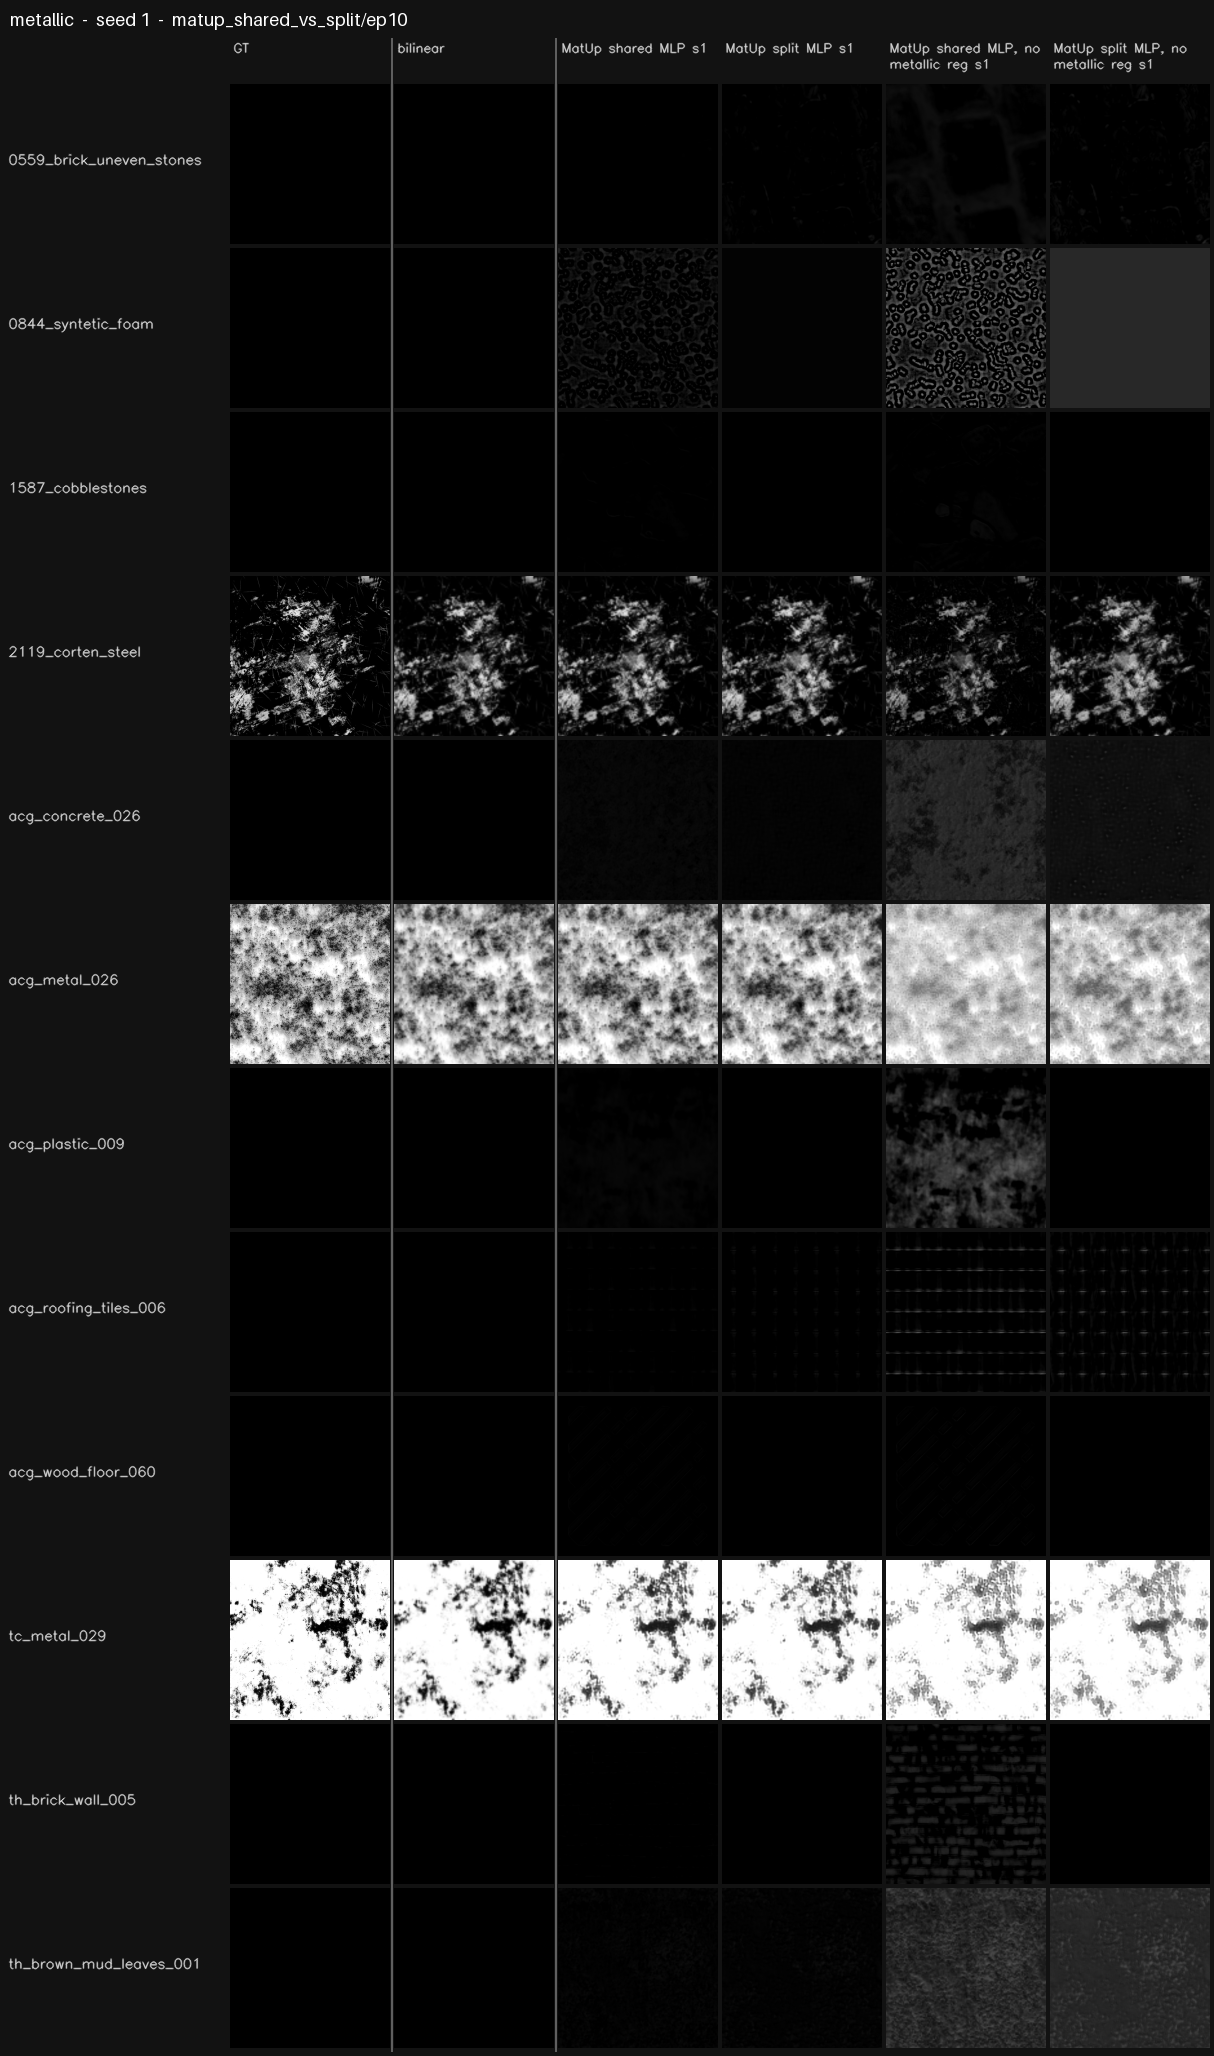 metallic - seed 1 - matup_shared_vs_split/ep10
GT
bilinear
MatUp shared MLP s1
MatUp split MLP s1
MatUp shared MLP, no
metallic reg s1
MatUp split MLP, no
metallic reg s1
0559_brick_uneven_stones
0844_syntetic_foam
1587_cobblestones
2119_corten_steel
acg_concrete_026
acg_metal_026
acg_plastic_009
acg_roofing_tiles_006
acg_wood_floor_060
tc_metal_029
th_brick_wall_005
th_brown_mud_leaves_001